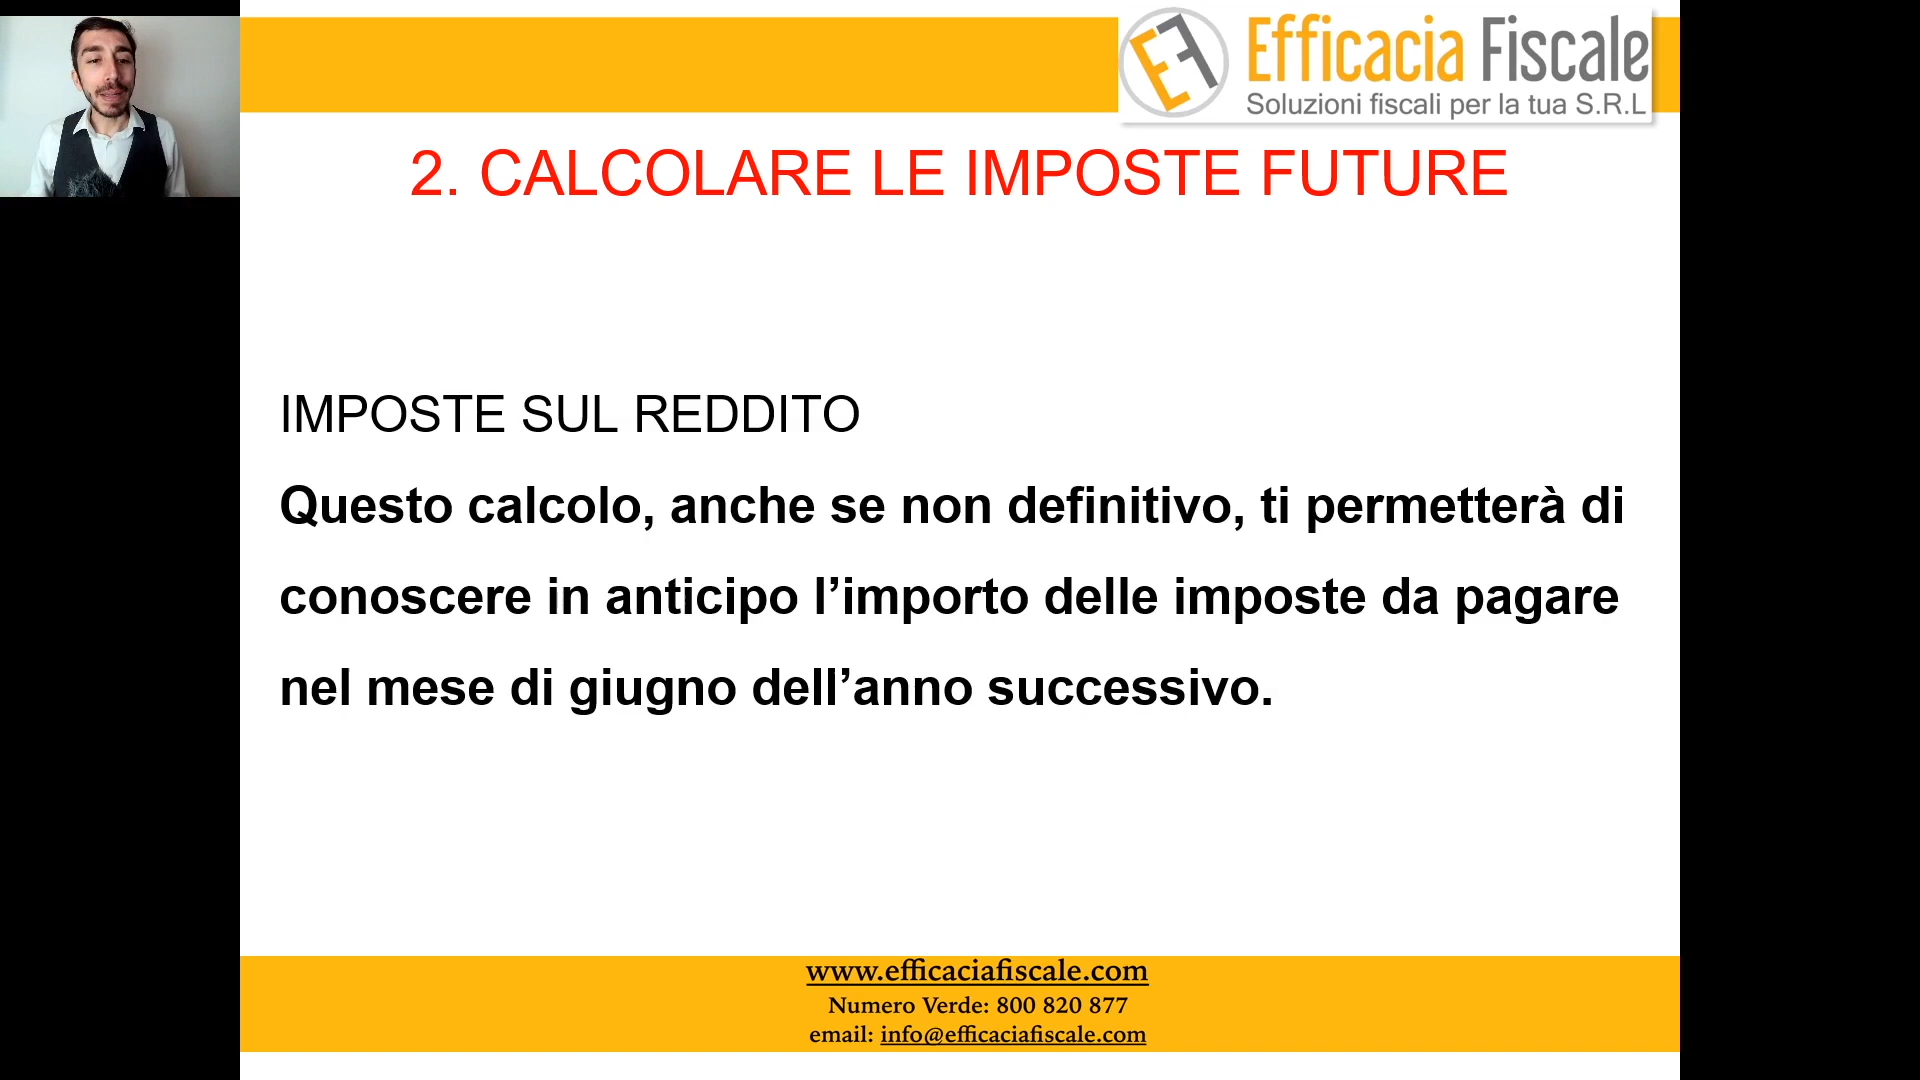 EF
Efficacia Fiscale
Soluzioni fiscali per la tua S.R.L
2. CALCOLARE LE IMPOSTE FUTURE
IMPOSTE SUL REDDITO
Questo calcolo, anche se non definitivo, ti permetterà di
conoscere in anticipo l’importo delle imposte da pagare
nel mese di giugno dell’anno successivo.
www.efficaciafiscale.com
Numero Verde: 800 820 877
email: info@efficaciafiscale.com